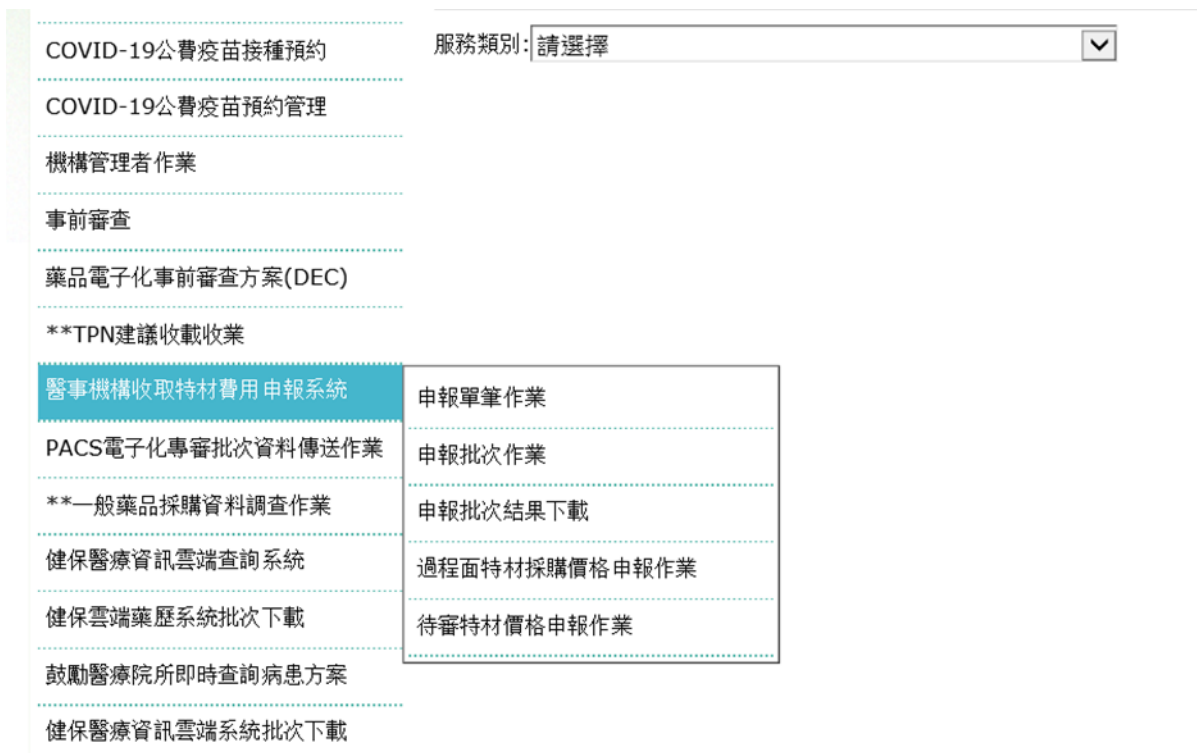 COVID-19公費疫苗接種預約
COVID-19公費疫苗預約管理
機構管理者作業
事前審查
藥品電子化事前審查方案(DEC)
**TPN建議收載收業
醫事機構收取特材費用申報系統
PACS電子化專審批次資料傳送作業
**一般藥品採購資料調查作業
健保醫療資訊雲端查詢系統
健保雲端藥歷系統批次下載
鼓勵醫療院所即時查詢病患方案
健保醫療資訊雲端系統批次下載
服務類別:請選擇
申報單筆作業
申報批次作業
申報批次結果下載
過程面特材採購價格申報作業
待審特材價格申報作業